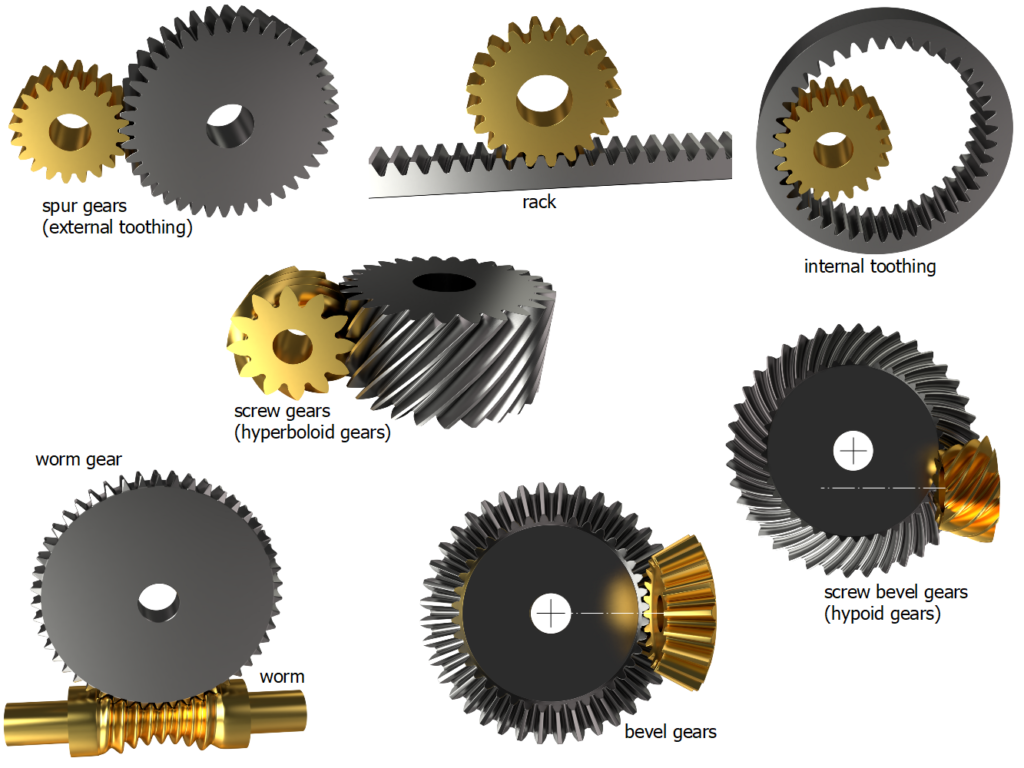 spur gears
(external toothing)
rack
internal toothing
screw gears
(hyperboloid gears)
worm gear
worm
bevel gears
screw bevel gears
(hypoid gears)